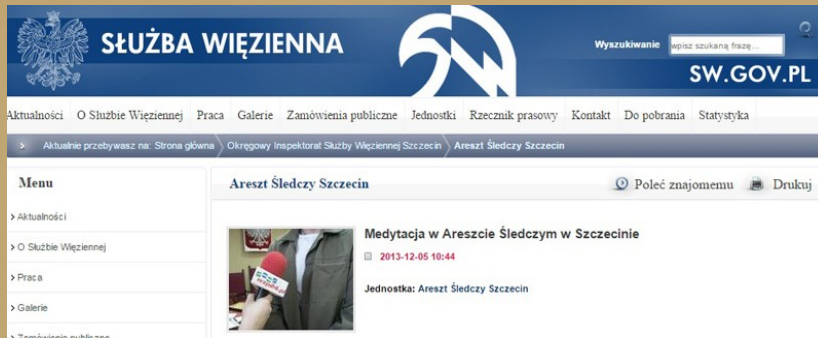 SŁUŻBA WIĘZIENNA
Wyszukiwanie wpisz szukaną frazę...
SW.GOV.PL
Aktualności O Służbie Więziennej Praca Galerie Zamówienia publiczne Jednostki Rzecznik prasowy Kontakt Do pobrania Statystyka
Aktualnie przebywasz na: Strona główna Okręgowy Inspektorat Służby Więziennej Szczecin Areszt Śledczy Szczecin
Menu
Areszt Śledczy Szczecin
Poleć znajomemu Drukuj
> Aktualności
> O Służbie Więziennej
> Praca
> Galerie
> Zamówienia publiczne
Medytacja w Areszcie Śledczym w Szczecinie
2013-12-05 10:44
Jednostka: Areszt Śledczy Szczecin